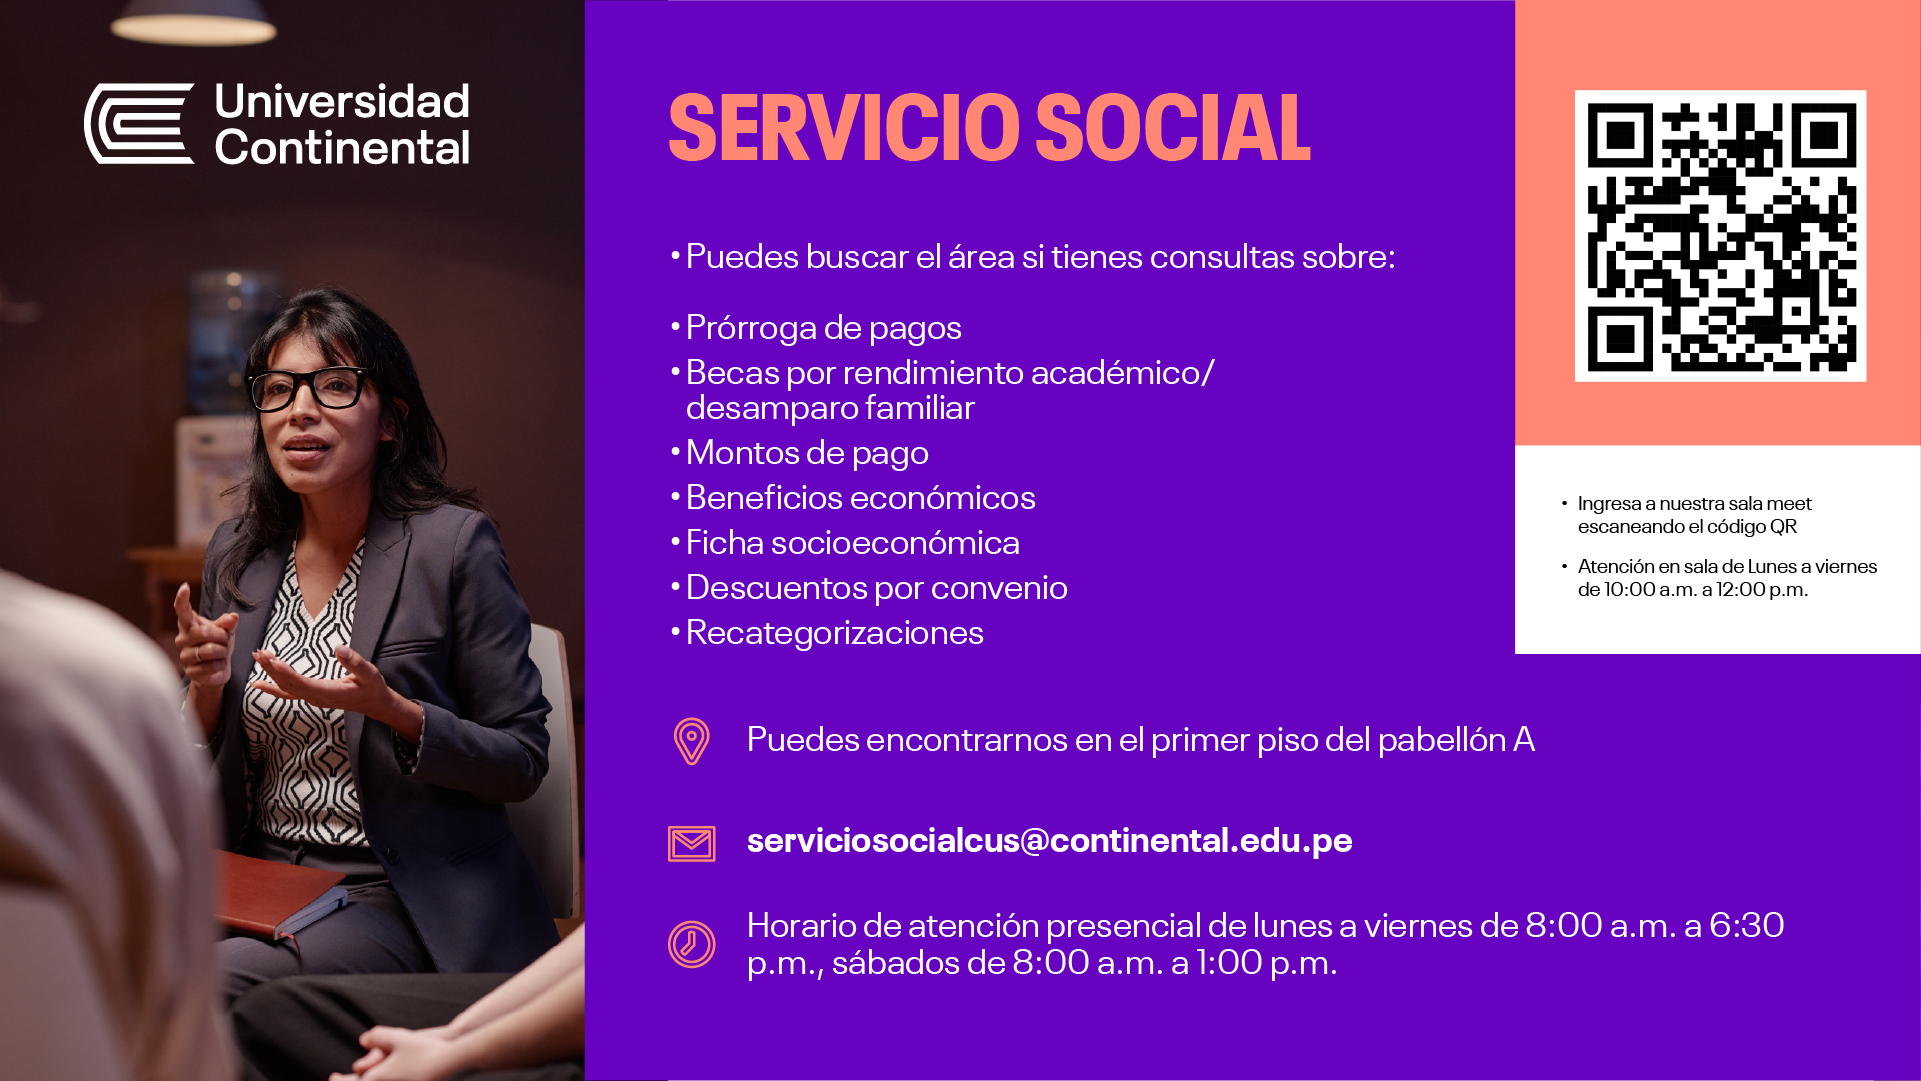 Universidad
Continental
SERVICIO SOCIAL
• Puedes buscar el área si tienes consultas sobre:
• Prórroga de pagos
• Becas por rendimiento académico/
desamparo familiar
• Montos de pago
• Beneficios económicos
• Ficha socioeconómica
• Descuentos por convenio
• Recategorizaciones
• Ingresa a nuestra sala meet
escaneando el código QR
• Atención en sala de Lunes a viernes
de 10:00 a.m. a 12:00 p.m.
Puedes encontrarnos en el primer piso del pabellón A
serviciosocialcus@continental.edu.pe
Horario de atención presencial de lunes a viernes de 8:00 a.m. a 6:30
p.m., sábados de 8:00 a.m. a 1:00 p.m.